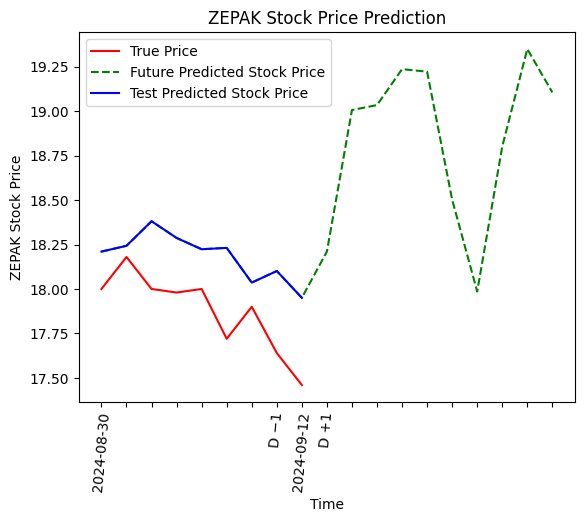 ZEPAK Stock Price Prediction
True Price
Future Predicted Stock Price
Test Predicted Stock Price
ZEPAK Stock Price
19.25
19.00
18.75
18.50
18.25
18.00
17.75
17.50
2024-08-30
D −1
2024-09-12
D +1
Time